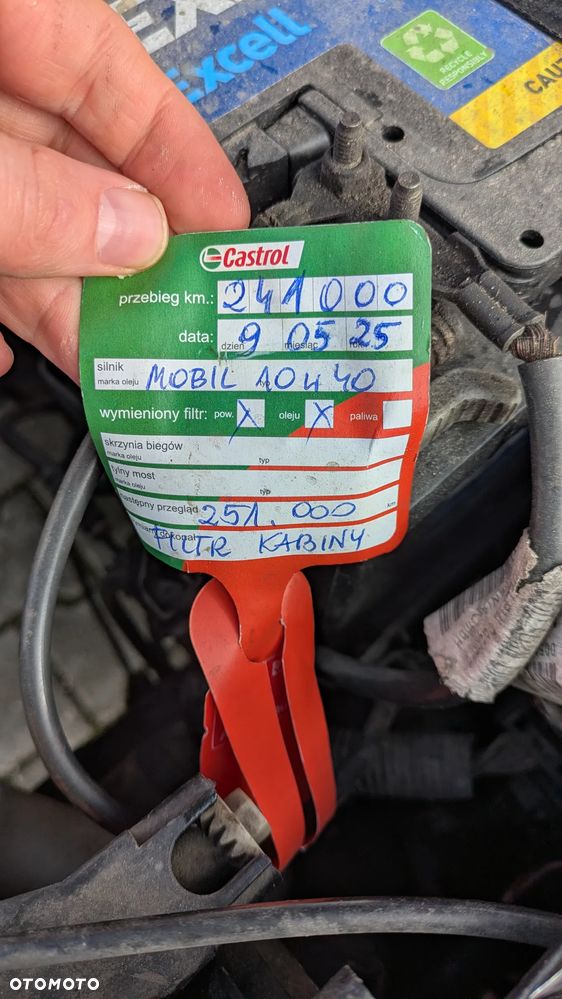 EX
Excell
RECYCLE RESPONSIBLY
CAUT
Castrol
przebieg km.: 241000
data: 9 05 25
dzień miesiąc rok
silnik MOBIL 10W40
marka oleju
wymieniony filtr: pow. X oleju X paliwa
skrzynia biegów
marka oleju typ
tylny most
marka oleju typ
następny przegląd 251.000 km
FILTR KABINY
OTOMOTO